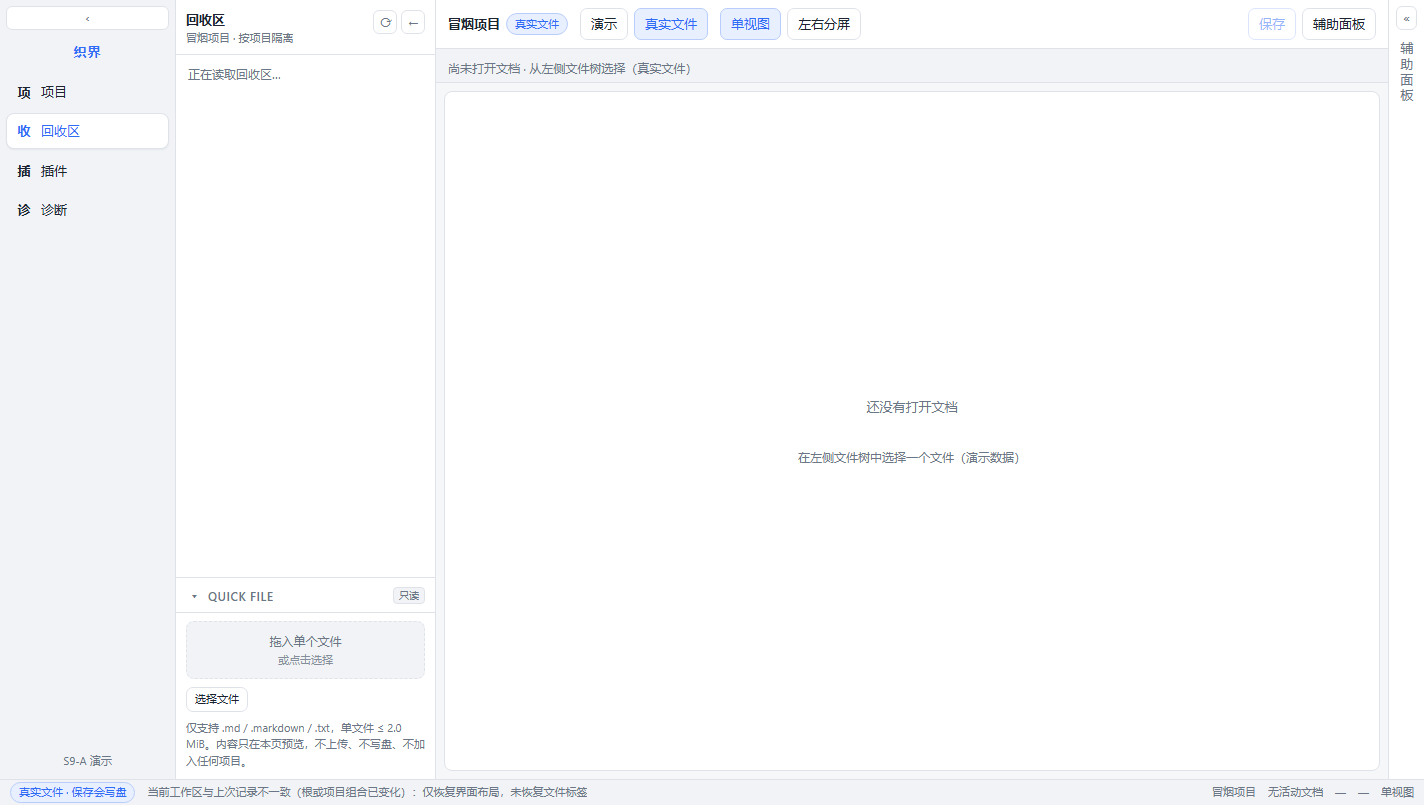 ‹
织界
项 项目
收 回收区
插 插件
诊 诊断
S9-A 演示
回收区
冒烟项目 · 按项目隔离
⟳ ←
正在读取回收区...
▾ QUICK FILE 只读
拖入单个文件
或点击选择
选择文件
仅支持 .md / .markdown / .txt，单文件 ≤ 2.0
MiB。内容只在本页预览，不上传、不写盘、不加
入任何项目。
冒烟项目 真实文件 演示 真实文件 单视图 左右分屏 保存 辅助面板
尚未打开文档 · 从左侧文件树选择（真实文件）
还没有打开文档
在左侧文件树中选择一个文件（演示数据）
«
辅
助
面
板
真实文件 · 保存会写盘 当前工作区与上次记录不一致（根或项目组合已变化）：仅恢复界面布局，未恢复文件标签 冒烟项目 无活动文档 — — 单视图